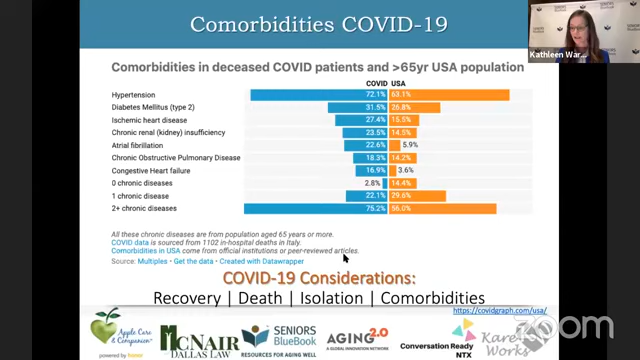 Comorbidities COVID-19
Kathleen War...
Comorbidities in deceased COVID patients and >65yr USA population
COVID USA
Hypertension 72.1% 63.1%
Diabetes Mellitus (type 2) 31.5% 26.8%
Ischemic heart disease 27.4% 15.5%
Chronic renal (kidney) insufficiency 23.5% 14.5%
Atrial fibrillation 22.6% 5.9%
Chronic Obstructive Pulmonary Disease 18.3% 14.2%
Congestive Heart failure 16.9% 3.6%
0 chronic diseases 2.8% 14.4%
1 chronic disease 22.1% 29.6%
2+ chronic diseases 75.2% 56.0%
All these chronic diseases are from population aged 65 years or more.
COVID data is sourced from 1102 in-hospital deaths in Italy.
Comorbidities in USA come from official institutions or peer-reviewed articles.
Source: Multiples • Get the data • Created with Datawrapper
COVID-19 Considerations:
Recovery | Death | Isolation | Comorbidities
https://covidgraph.com/usa/
Apple Care
& Companion
powered by
MCNAIR
DALLAS LAW
SENIORS
BlueBook
RESOURCES FOR AGING WELL
AGING2.0
A GLOBAL INNOVATION NETWORK
Conversation Ready
NTX
Kare
Works
zoom